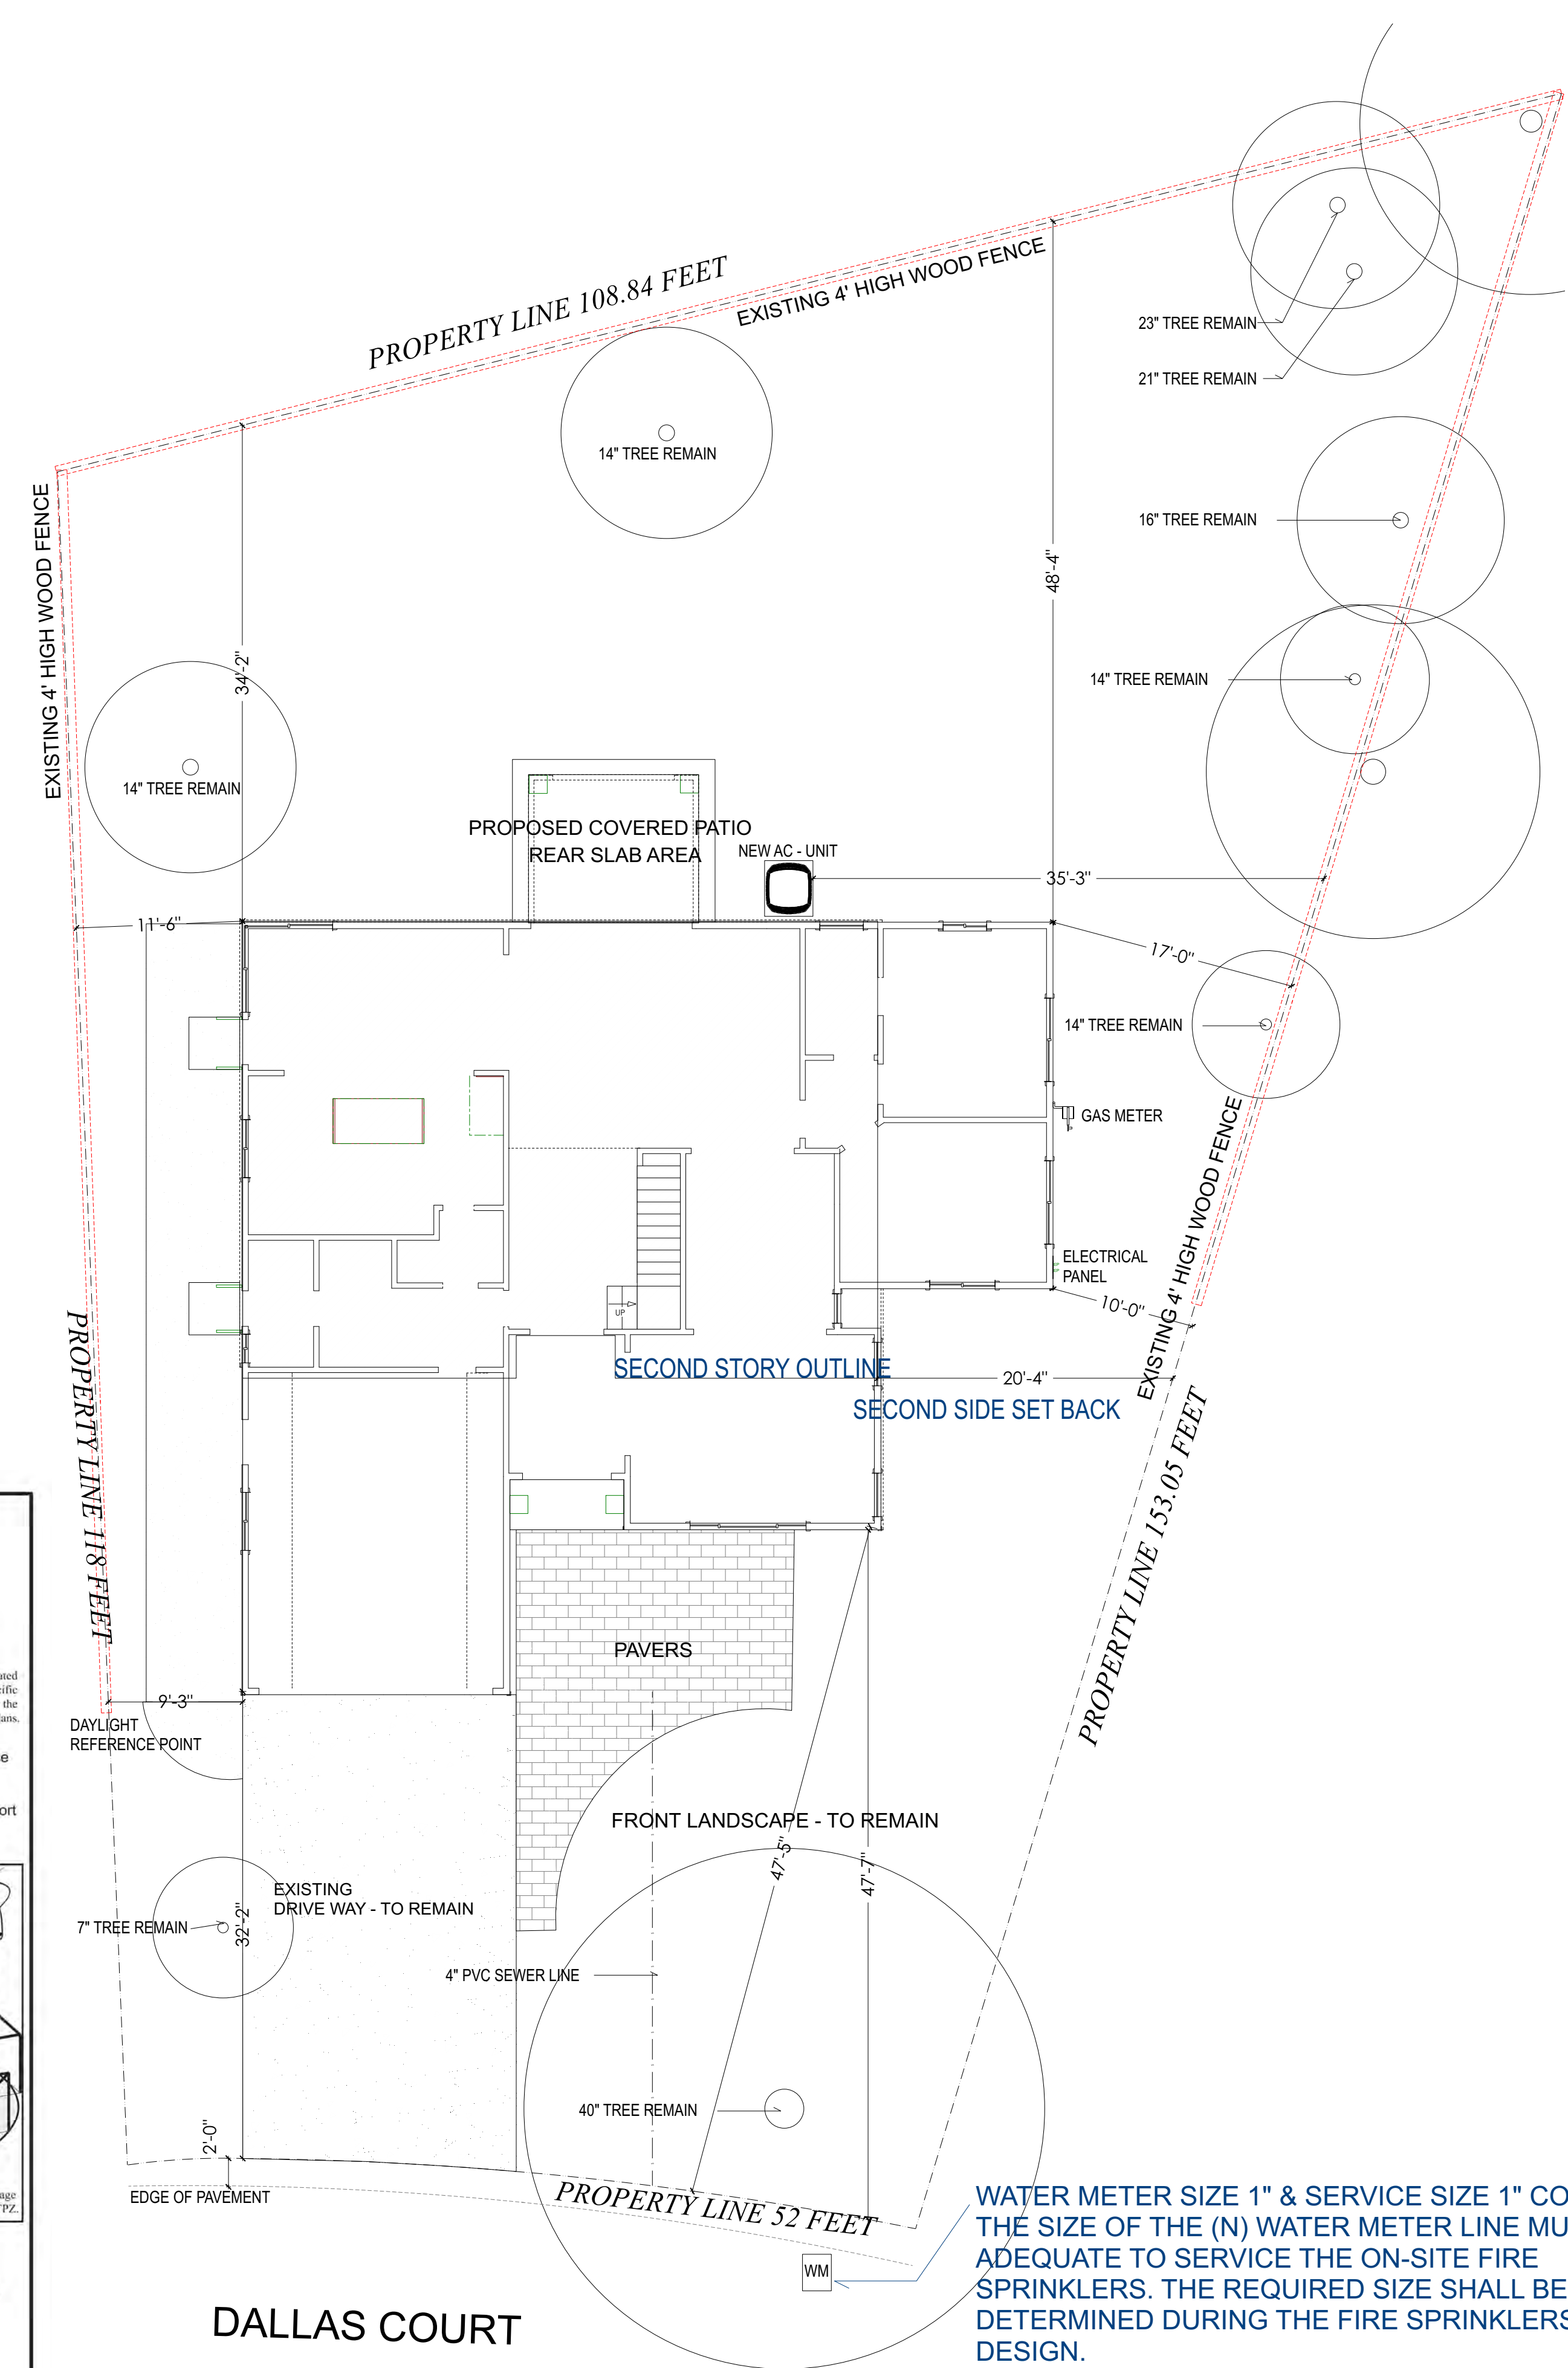 PROPERTY LINE 108.84 FEET
EXISTING 4' HIGH WOOD FENCE
23" TREE REMAIN
21" TREE REMAIN
14" TREE REMAIN
EXISTING 4' HIGH WOOD FENCE
16" TREE REMAIN
48'-4"
34'-2"
14" TREE REMAIN
14" TREE REMAIN
PROPOSED COVERED PATIO
REAR SLAB AREA
NEW AC - UNIT
35'-3"
11'-6"
17'-0"
14" TREE REMAIN
GAS METER
EXISTING 4' HIGH WOOD FENCE
ELECTRICAL
PANEL
10'-0"
UP
SECOND STORY OUTLINE
20'-4"
SECOND SIDE SET BACK
PROPERTY LINE 118 FEET
PROPERTY LINE 153.05 FEET
PAVERS
9'-3"
DAYLIGHT
REFERENCE POINT
FRONT LANDSCAPE - TO REMAIN
47'-5"
47'-7"
EXISTING
DRIVE WAY - TO REMAIN
7" TREE REMAIN
32'-2"
4" PVC SEWER LINE
40" TREE REMAIN
2'-0"
EDGE OF PAVEMENT
PROPERTY LINE 52 FEET
WM
WATER METER SIZE 1" & SERVICE SIZE 1" CO
THE SIZE OF THE (N) WATER METER LINE MU
ADEQUATE TO SERVICE THE ON-SITE FIRE
SPRINKLERS. THE REQUIRED SIZE SHALL BE
DETERMINED DURING THE FIRE SPRINKLERS
DESIGN.
DALLAS COURT
the